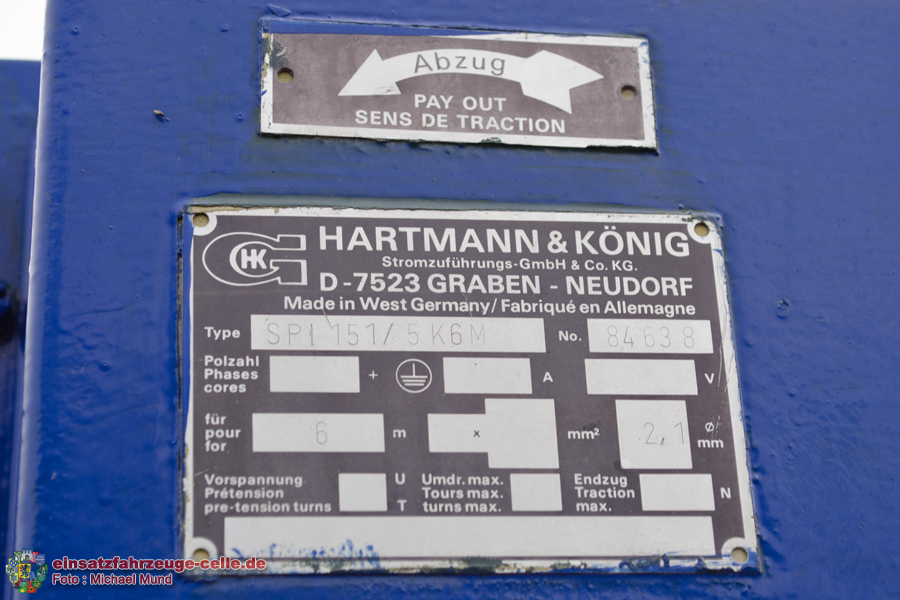 Abzug
PAY OUT
SENS DE TRACTION
HK
HARTMANN & KÖNIG
Stromzuführungs-GmbH & Co. KG.
D-7523 GRABEN - NEUDORF
Made in West Germany/Fabriqué en Allemagne
Type SPL 151/5 K6M No. 84638
Polzahl
Phases
cores + A V
für
pour
for 6 m x mm² 2,1 Ø mm
Vorspannung U Umdr. max. Endzug
Prétension Tours max. Traction N
pre-tension turns T turns max. max.
einsatzfahrzeuge-celle.de
Foto : Michael Mund